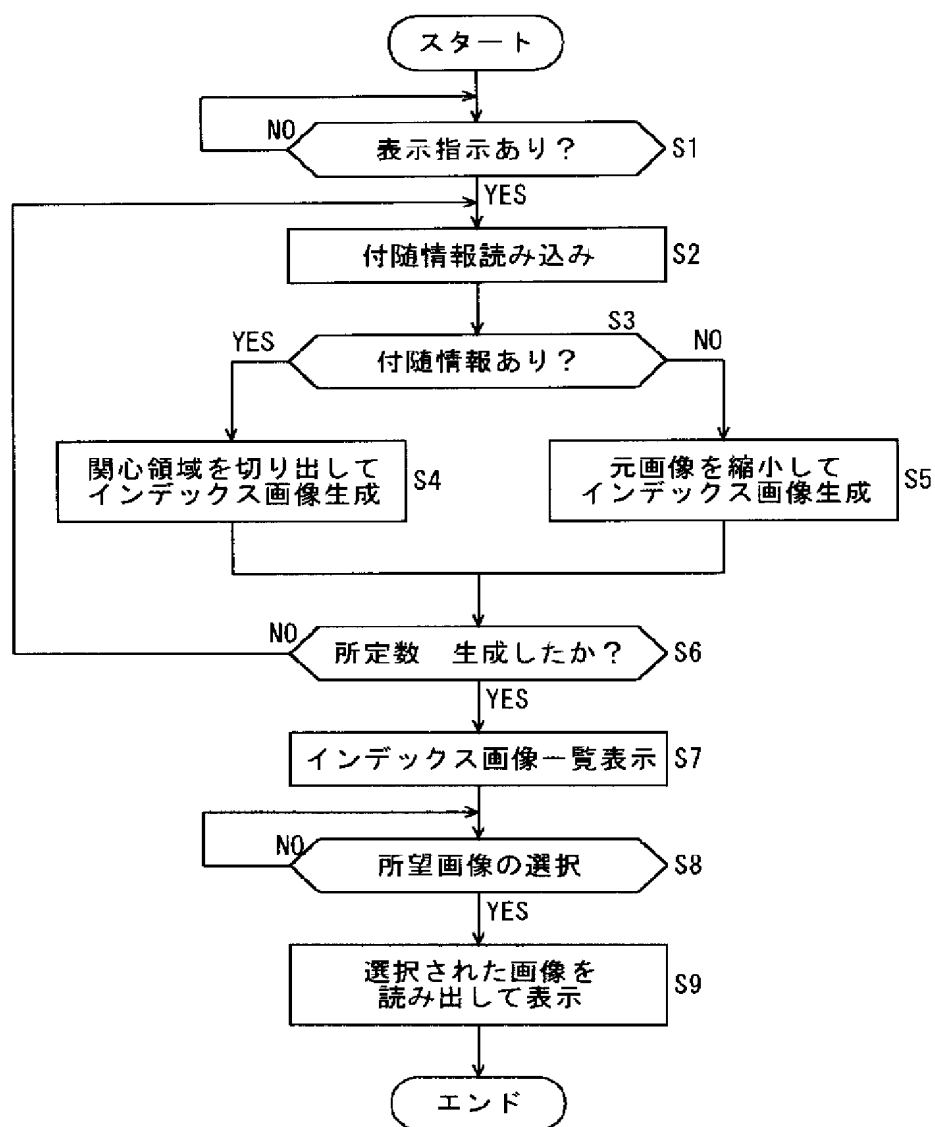 スタート
NO
表示指示あり?
S1
YES
付随情報読み込み
S2
S3
YES
付随情報あり?
NO
関心領域を切り出して
インデックス画像生成
S4
元画像を縮小して
インデックス画像生成
S5
NO
所定数　生成したか?
S6
YES
インデックス画像一覧表示
S7
NO
所望画像の選択
S8
YES
選択された画像を
読み出して表示
S9
エンド